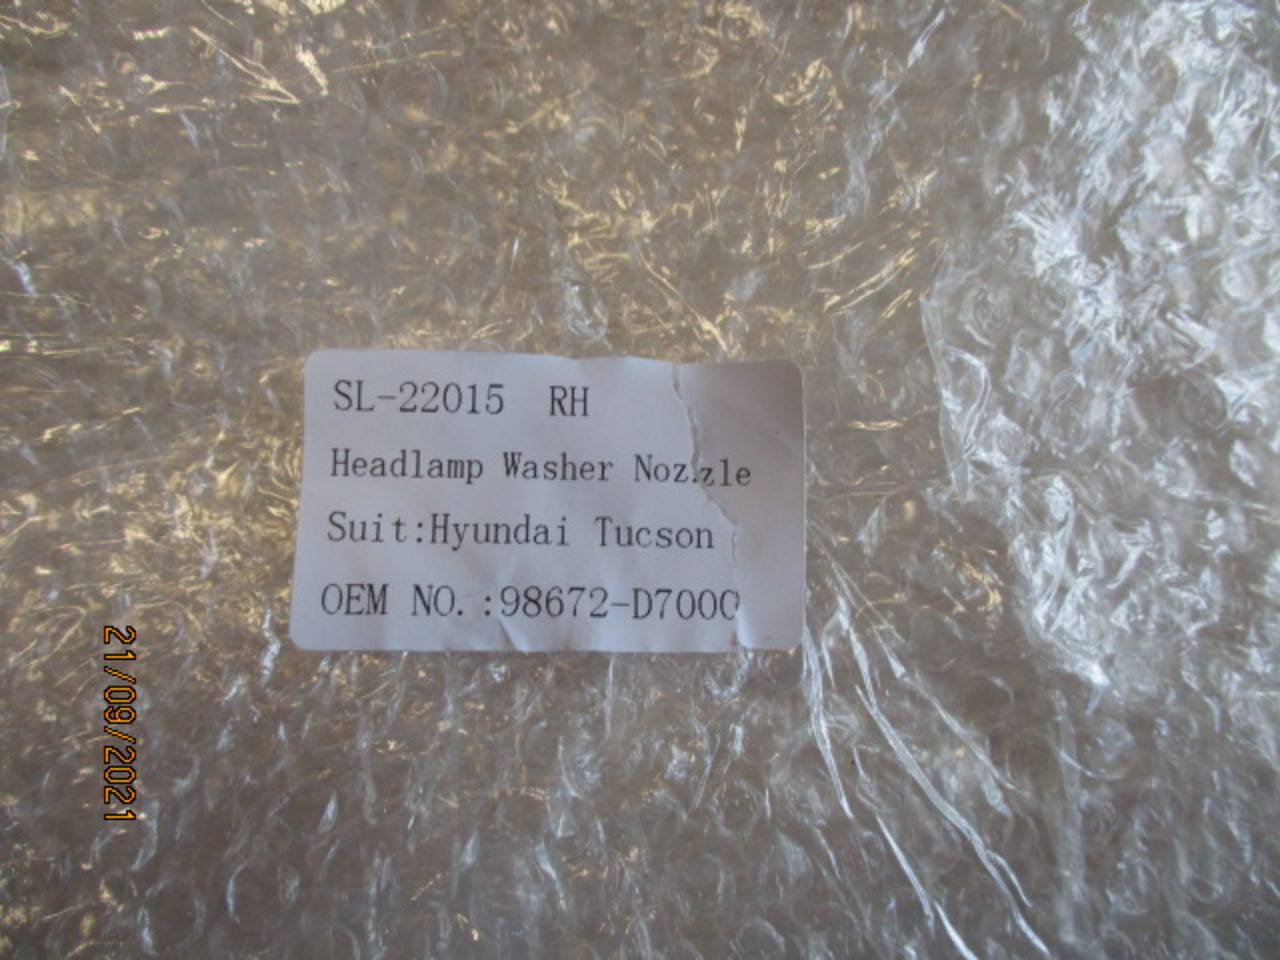 SL-22015 RH
Headlamp Washer Nozzle
Suit:Hyundai Tucson
OEM NO.:98672-D7000
21/09/2021